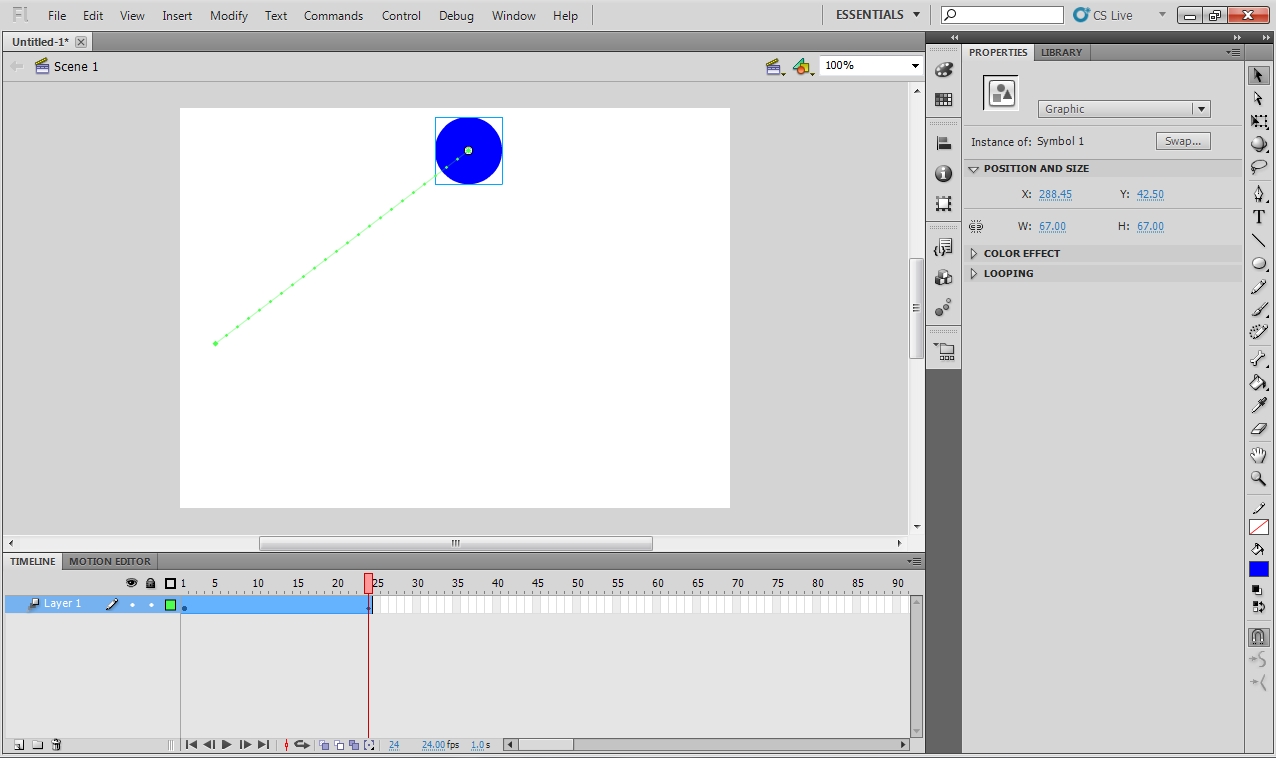 Fl File Edit View Insert Modify Text Commands Control Debug Window Help ESSENTIALS CS Live
Untitled-1*
Scene 1 100%
PROPERTIES LIBRARY
Graphic
Instance of: Symbol 1 Swap...
POSITION AND SIZE
X: 288.45 Y: 42.50
W: 67.00 H: 67.00
COLOR EFFECT
LOOPING
T
TIMELINE MOTION EDITOR
1 5 10 15 20 25 30 35 40 45 50 55 60 65 70 75 80 85 90
Layer 1
24 24.00 fps 1.0 s